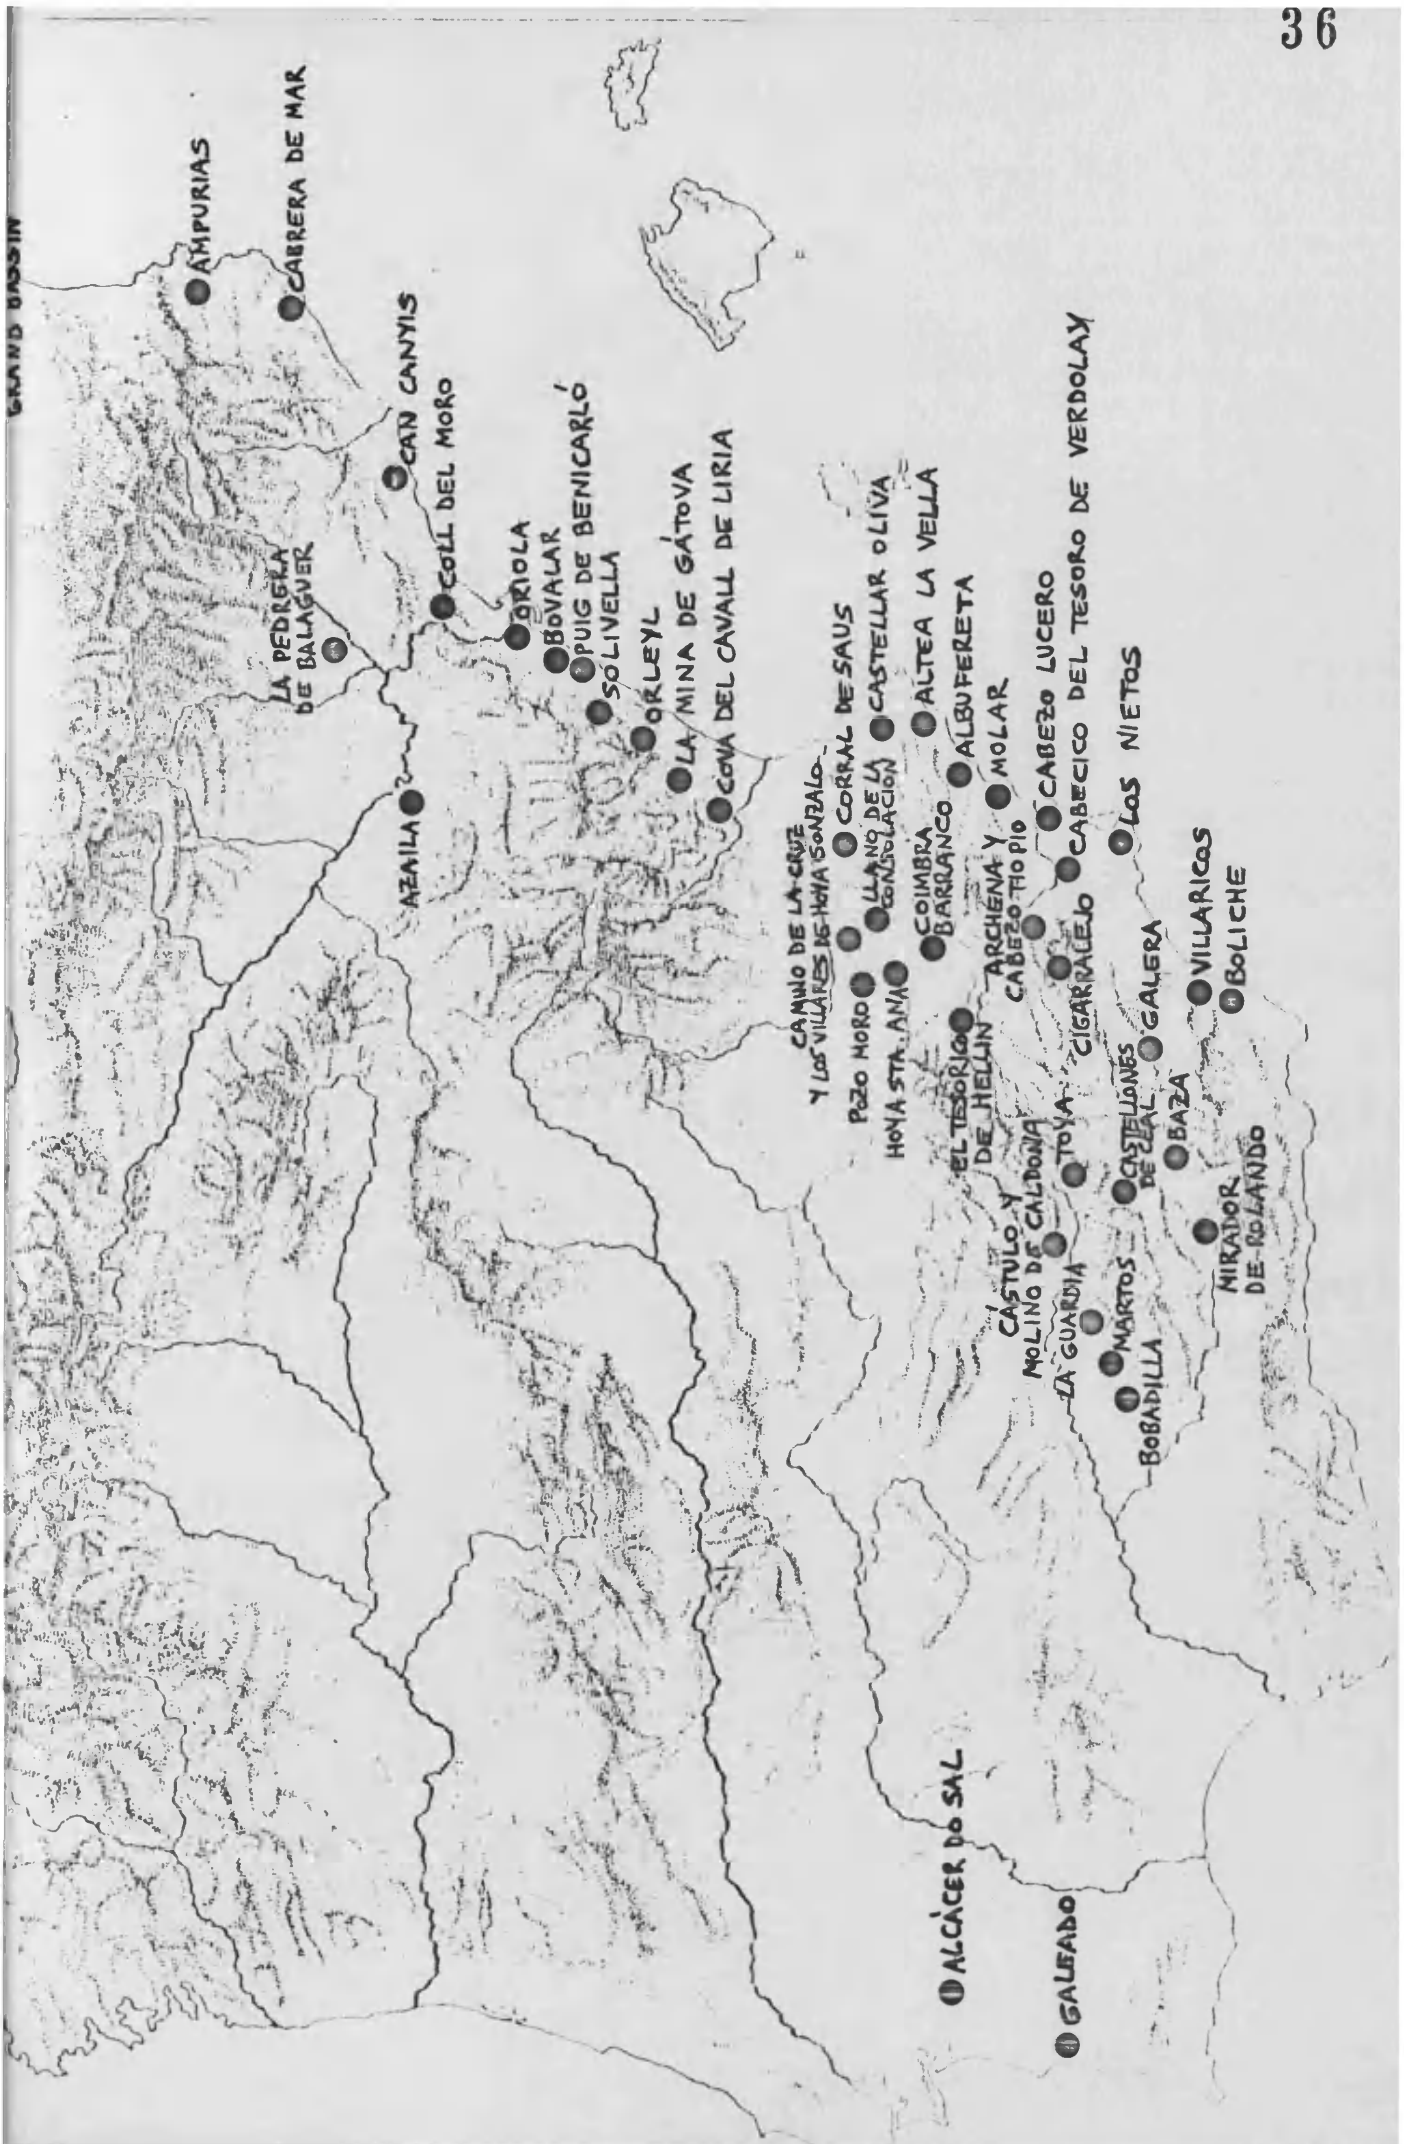 36
GRAND BASSIN
AMPURIAS
CABRERA DE MAR
LA PEDRERA
DE BALAGUER
CAN CANYIS
COLL DEL MORO
AZAILA
ORIOLA
BOVALAR
PUIG DE BENICARLÓ
SOLIVELLA
ORLEYL
LA MINA DE GÁTOVA
COVA DEL CAVALL DE LIRIA
CAMINO DE LA CRUZ
Y LOS VILLARES DE HOYA GONZALO
CORRAL DE SAUS
POZO MORO
LLANO DE LA
CONSOLACION
CASTELLAR OLIVA
HOYA STA. ANA
COIMBRA
BARRANCO
ALTEA LA VELLA
ALBUFERETA
EL TESORICO
DE HELLIN
ARCHENA Y
CABEZO TIO PIO
MOLAR
CABEZO LUCERO
CIGARRALEJO
CABECICO DEL TESORO DE VERDOLAY
LOS NIETOS
CÁSTULO Y
MOLINO DE CALDONA
TOYA
LA GUARDIA
CASTELLONES
DE CEAL
GALERA
MARTOS
BAZA
VILLARICOS
BOBADILLA
MIRADOR
DE-ROLANDO
BOLICHE
ALCÁCER DO SAL
GALEADO